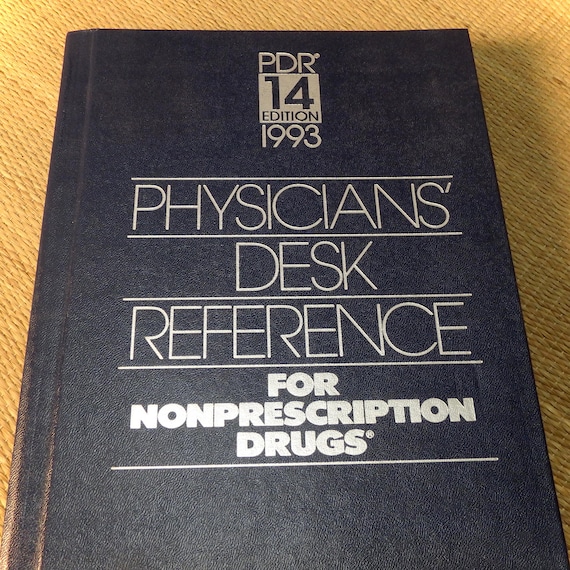 PDR®
14
EDITION
1993
PHYSICIANS'
DESK
REFERENCE
FOR
NONPRESCRIPTION
DRUGS®